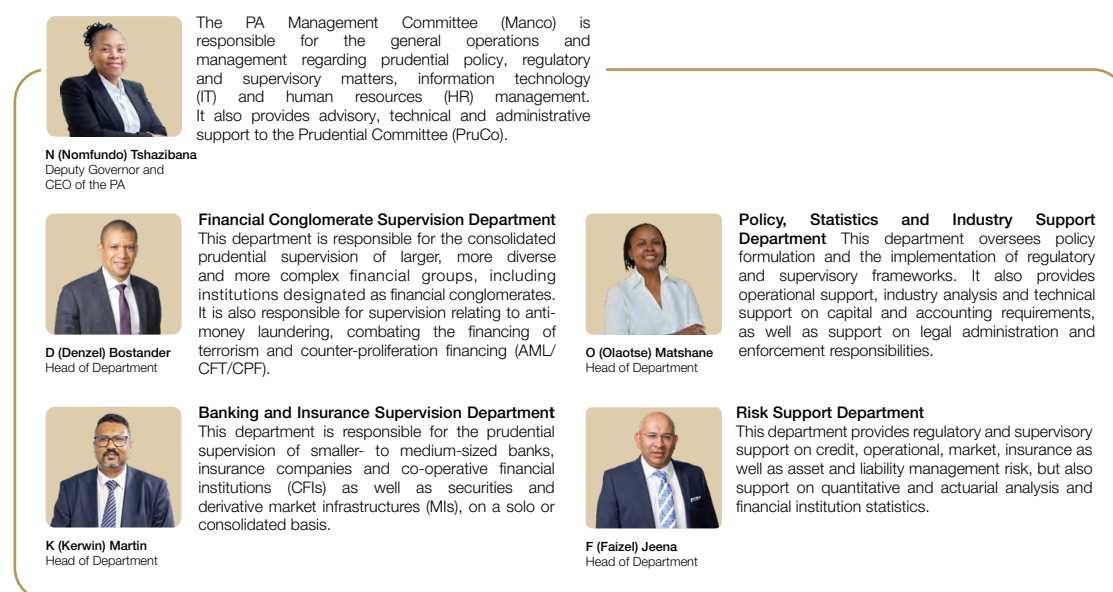 The PA Management Committee (Manco) is
responsible for the general operations and
management regarding prudential policy, regulatory
and supervisory matters, information technology
(IT) and human resources (HR) management.
It also provides advisory, technical and administrative
support to the Prudential Committee (PruCo).
N (Nomfundo) Tshazibana
Deputy Governor and
CEO of the PA
Financial Conglomerate Supervision Department
This department is responsible for the consolidated
prudential supervision of larger, more diverse
and more complex financial groups, including
institutions designated as financial conglomerates.
It is also responsible for supervision relating to anti-
money laundering, combating the financing of
terrorism and counter-proliferation financing (AML/
CFT/CPF).
D (Denzel) Bostander
Head of Department
Policy, Statistics and Industry Support
Department This department oversees policy
formulation and the implementation of regulatory
and supervisory frameworks. It also provides
operational support, industry analysis and technical
support on capital and accounting requirements,
as well as support on legal administration and
enforcement responsibilities.
O (Olaotse) Matshane
Head of Department
Banking and Insurance Supervision Department
This department is responsible for the prudential
supervision of smaller- to medium-sized banks,
insurance companies and co-operative financial
institutions (CFIs) as well as securities and
derivative market infrastructures (MIs), on a solo or
consolidated basis.
K (Kerwin) Martin
Head of Department
Risk Support Department
This department provides regulatory and supervisory
support on credit, operational, market, insurance as
well as asset and liability management risk, but also
support on quantitative and actuarial analysis and
financial institution statistics.
F (Faizel) Jeena
Head of Department